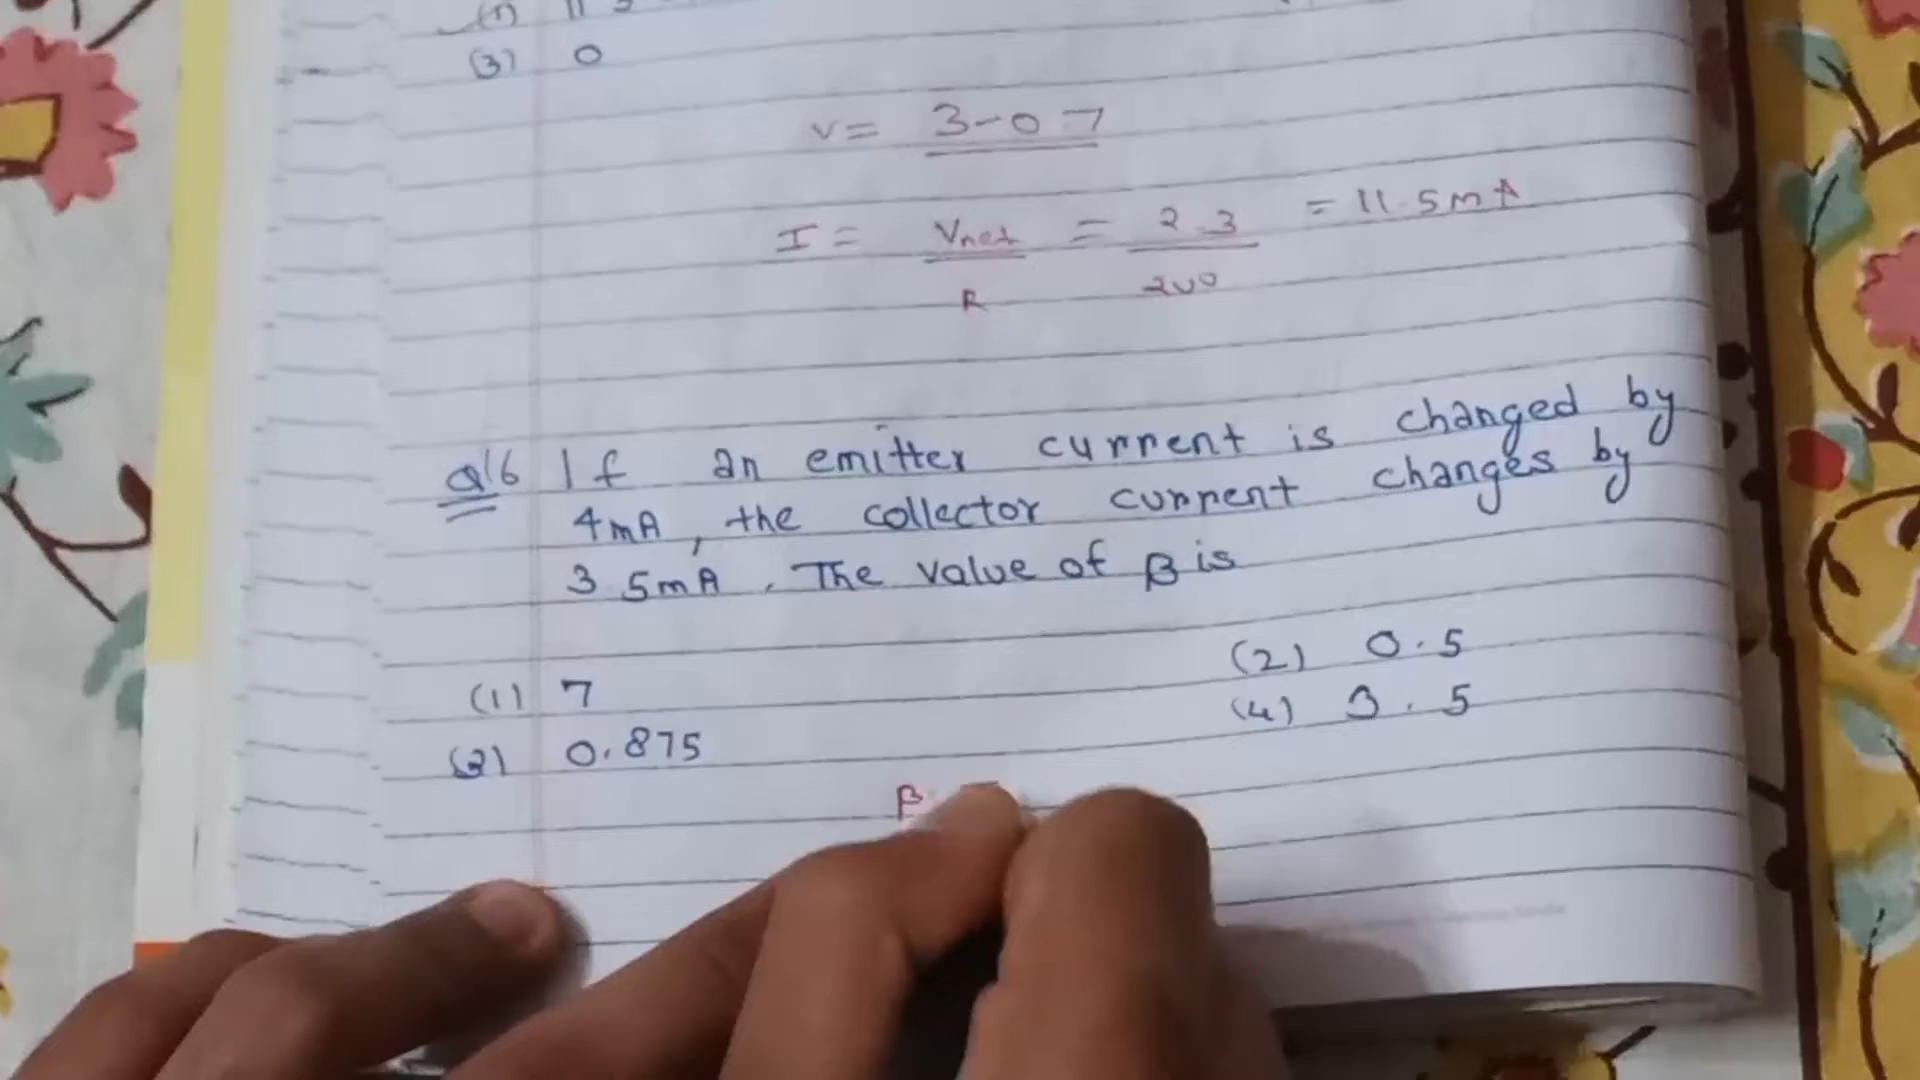 (3) 0
V = 3-0 7
I = Vnet = 2.3 = 11.5mA
R 200
Q16 If an emitter current is changed by
4mA, the collector current changes by
3.5mA. The value of β is
(1) 7 (2) 0.5
(3) 0.875 (4) 3.5
β